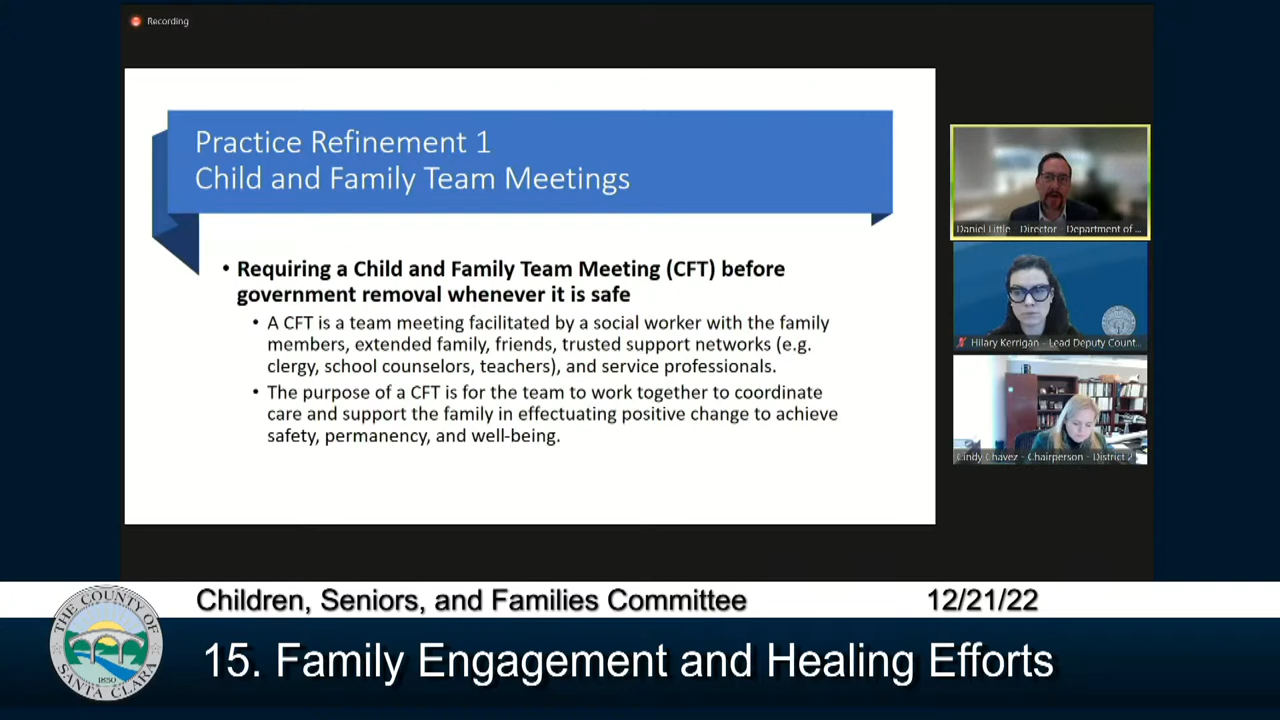 Recording
Practice Refinement 1
Child and Family Team Meetings
• Requiring a Child and Family Team Meeting (CFT) before
government removal whenever it is safe
• A CFT is a team meeting facilitated by a social worker with the family
members, extended family, friends, trusted support networks (e.g.
clergy, school counselors, teachers), and service professionals.
• The purpose of a CFT is for the team to work together to coordinate
care and support the family in effectuating positive change to achieve
safety, permanency, and well-being.
Daniel Little - Director - Department of ...
Hilary Kerrigan - Lead Deputy Count...
Cindy Chavez - Chairperson - District 2
Children, Seniors, and Families Committee 12/21/22
15. Family Engagement and Healing Efforts
THE COUNTY OF
SANTA CLARA
1850